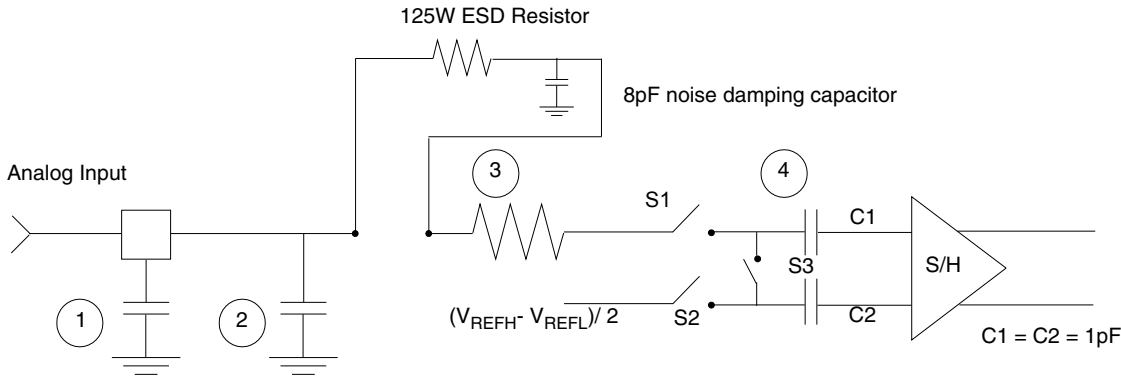 125W ESD Resistor
8pF noise damping capacitor
Analog Input
3
4
S1
C1
S3
S/H
1
2
(VREFH- VREFL)/ 2
S2
C2
C1 = C2 = 1pF